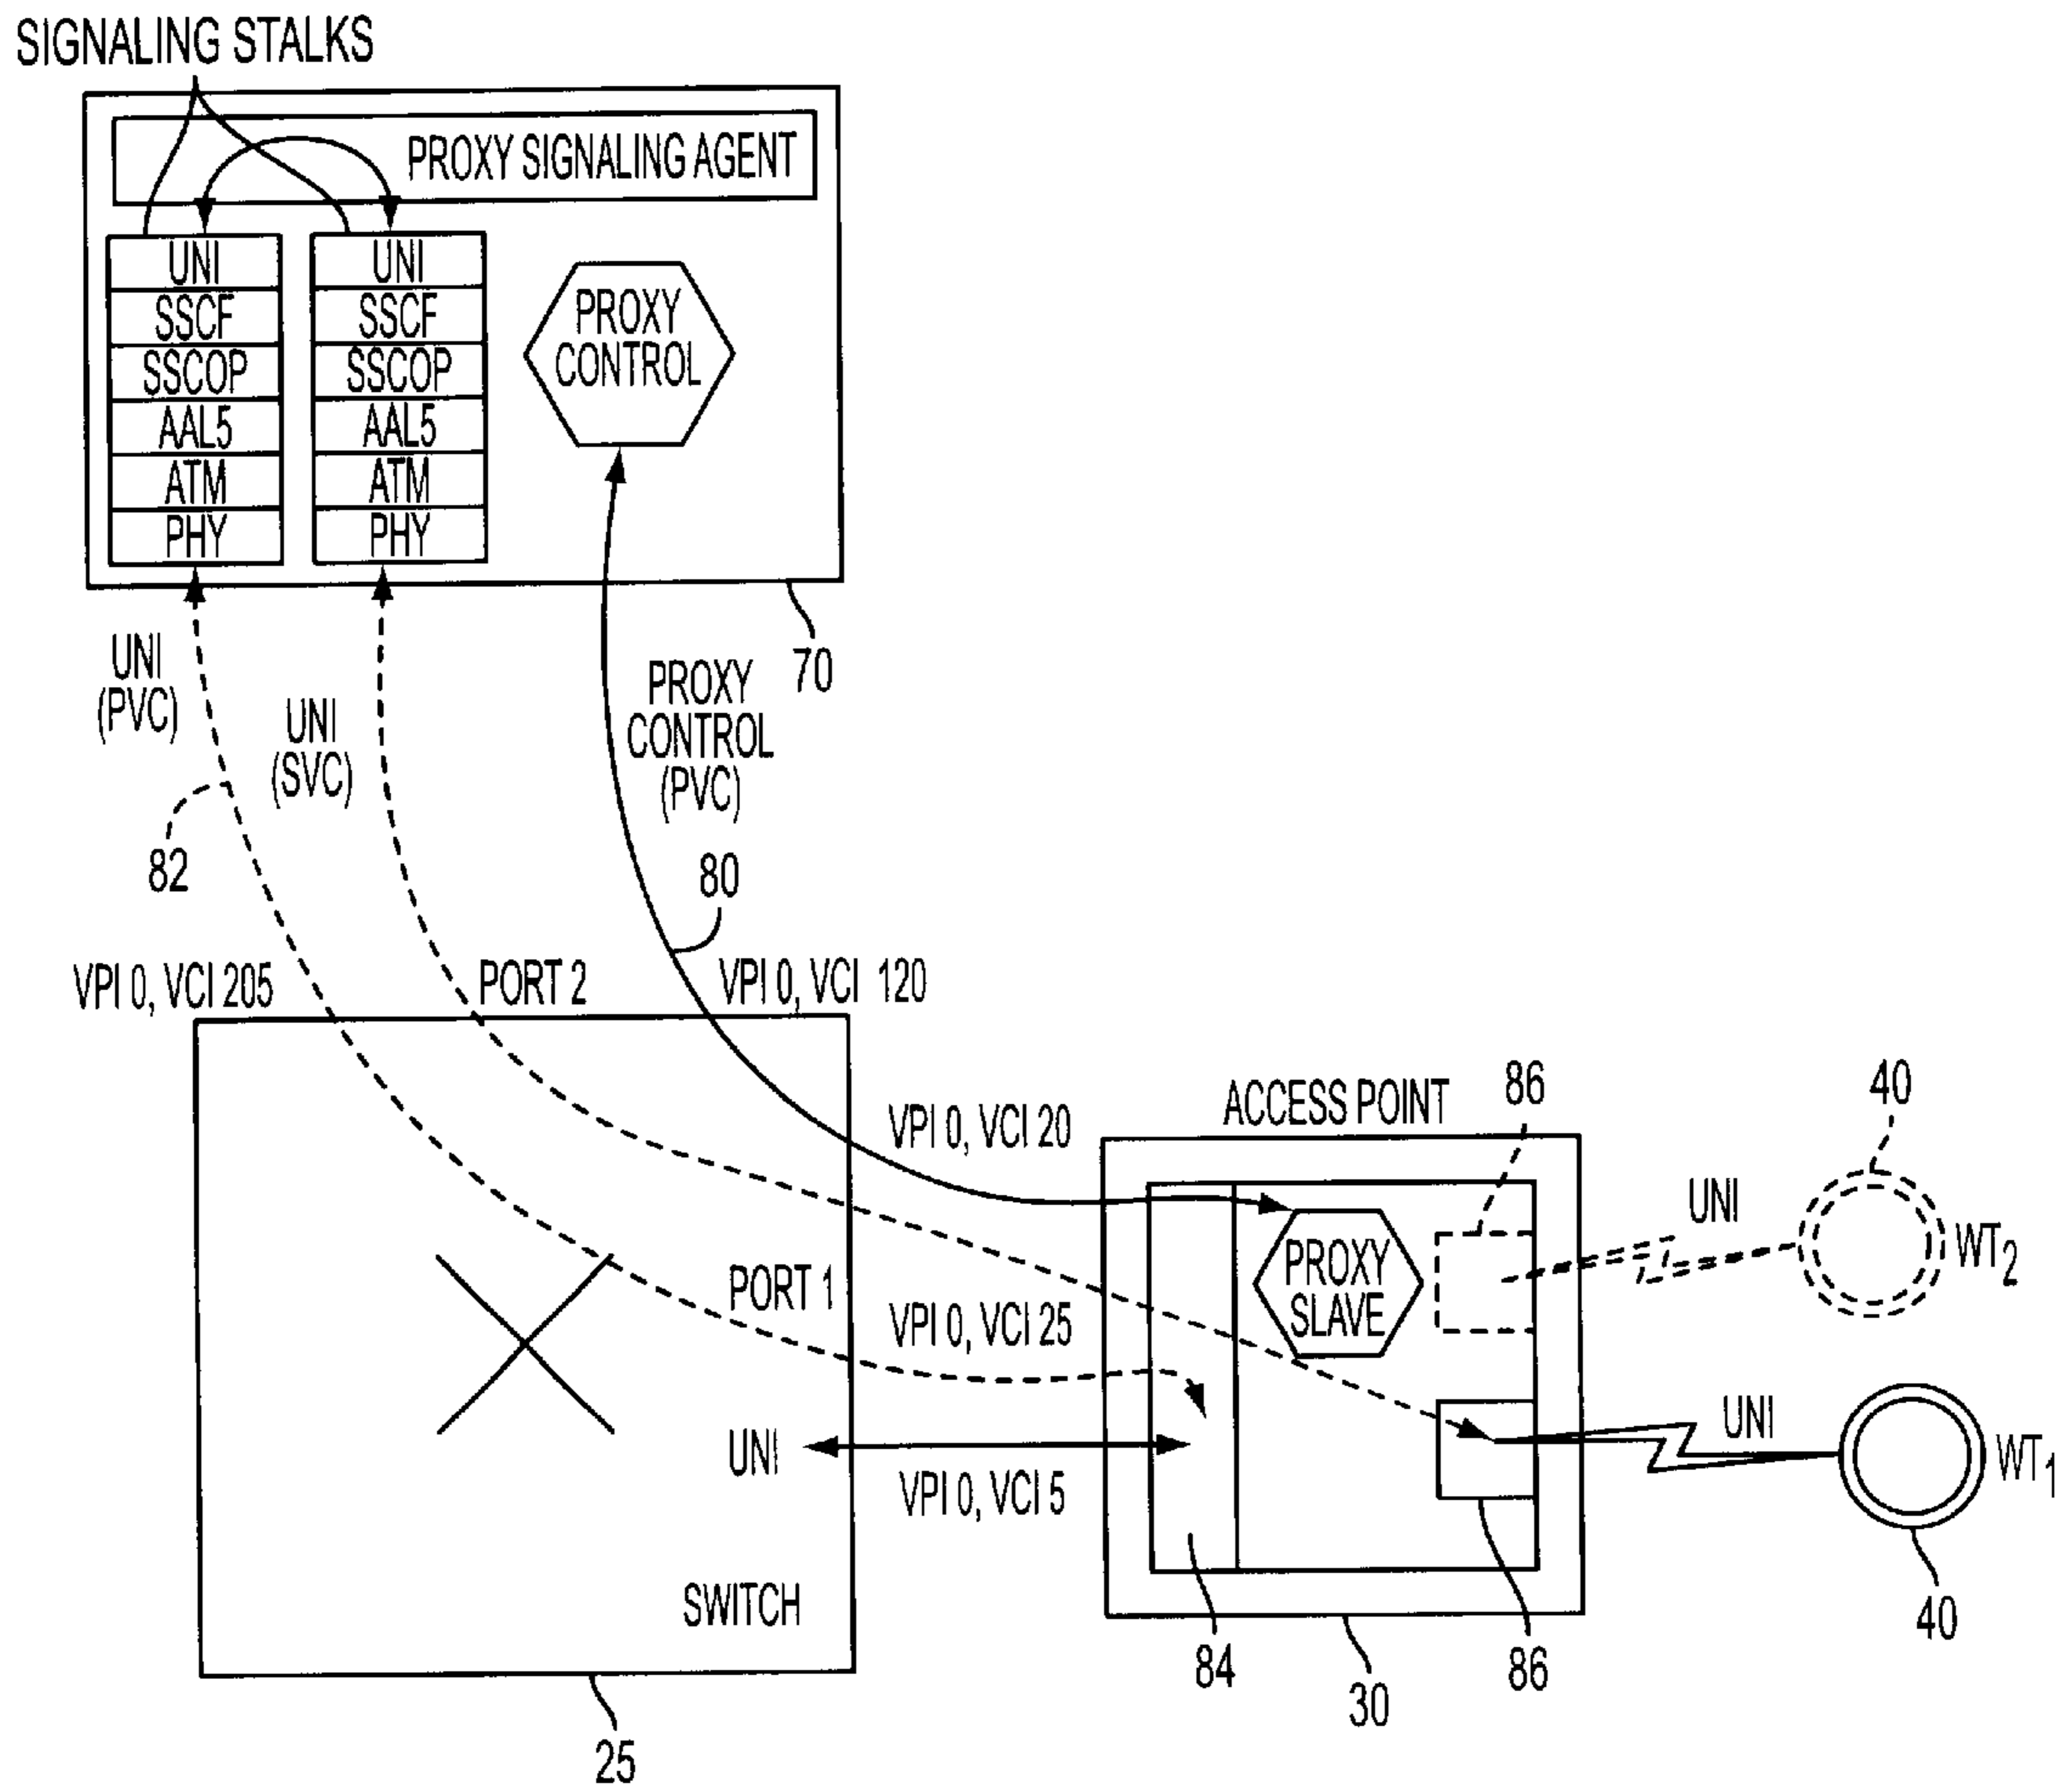 SIGNALING STALKS
PROXY SIGNALING AGENT
UNI
SSCF
SSCOP
AAL5
ATM
PHY
UNI
SSCF
SSCOP
AAL5
ATM
PHY
PROXY
CONTROL
70
UNI
(PVC)
UNI
(SVC)
PROXY
CONTROL
(PVC)
82
80
VPI 0, VCI 205
PORT 2
VPI 0, VCI 120
VPI 0, VCI 20
ACCESS POINT
86
40
UNI
WT2
PROXY
SLAVE
PORT 1
VPI 0, VCI 25
UNI
VPI 0, VCI 5
UNI
WT1
SWITCH
84
86
30
40
25